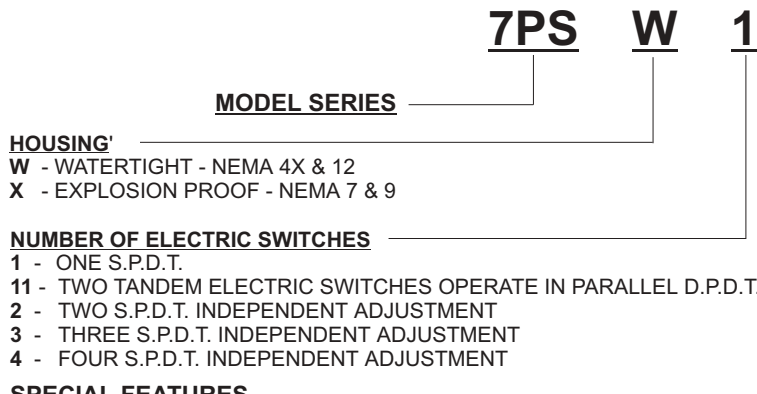 7PS W 1
MODEL SERIES
HOUSING'
W - WATERTIGHT - NEMA 4X & 12
X - EXPLOSION PROOF - NEMA 7 & 9
NUMBER OF ELECTRIC SWITCHES
1 - ONE S.P.D.T.
11 - TWO TANDEM ELECTRIC SWITCHES OPERATE IN PARALLEL D.P.D.T.
2 - TWO S.P.D.T. INDEPENDENT ADJUSTMENT
3 - THREE S.P.D.T. INDEPENDENT ADJUSTMENT
4 - FOUR S.P.D.T. INDEPENDENT ADJUSTMENT
SPECIAL FEATURES